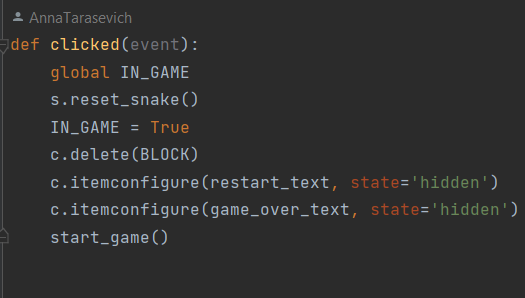 AnnaTarasevich
def clicked(event):
    global IN_GAME
    s.reset_snake()
    IN_GAME = True
    c.delete(BLOCK)
    c.itemconfigure(restart_text, state='hidden')
    c.itemconfigure(game_over_text, state='hidden')
    start_game()